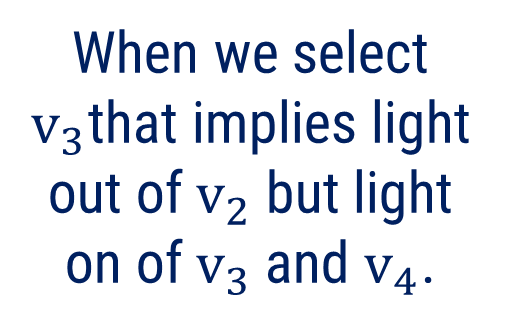 When we select
v₃that implies light
out of v₂ but light
on of v₃ and v₄.